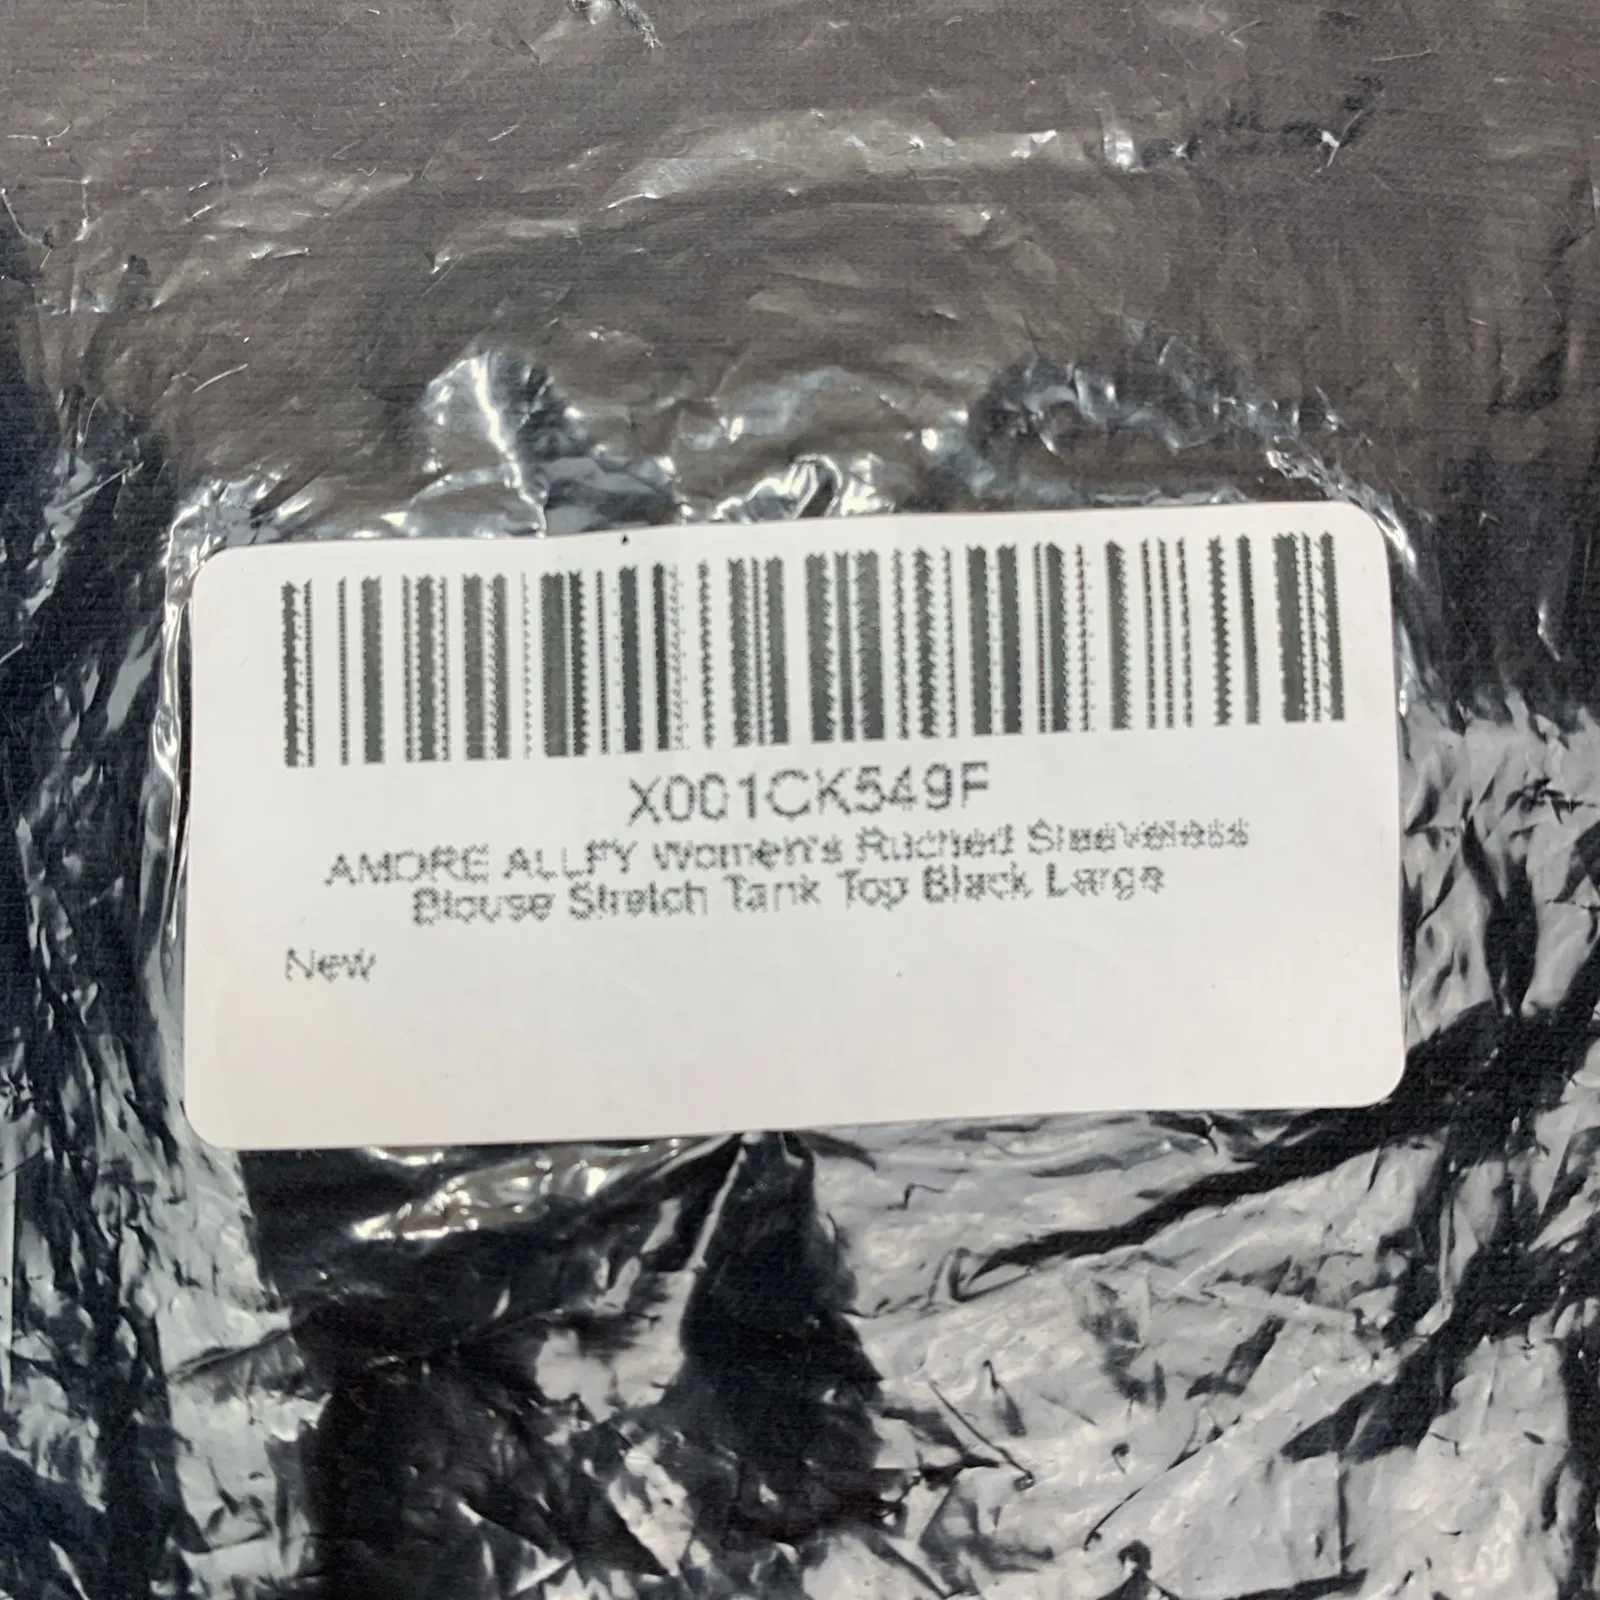 X001CK549F
AMORE ALLFY Women's Ruched Sleeveless
Blouse Stretch Tank Top Black Large
New